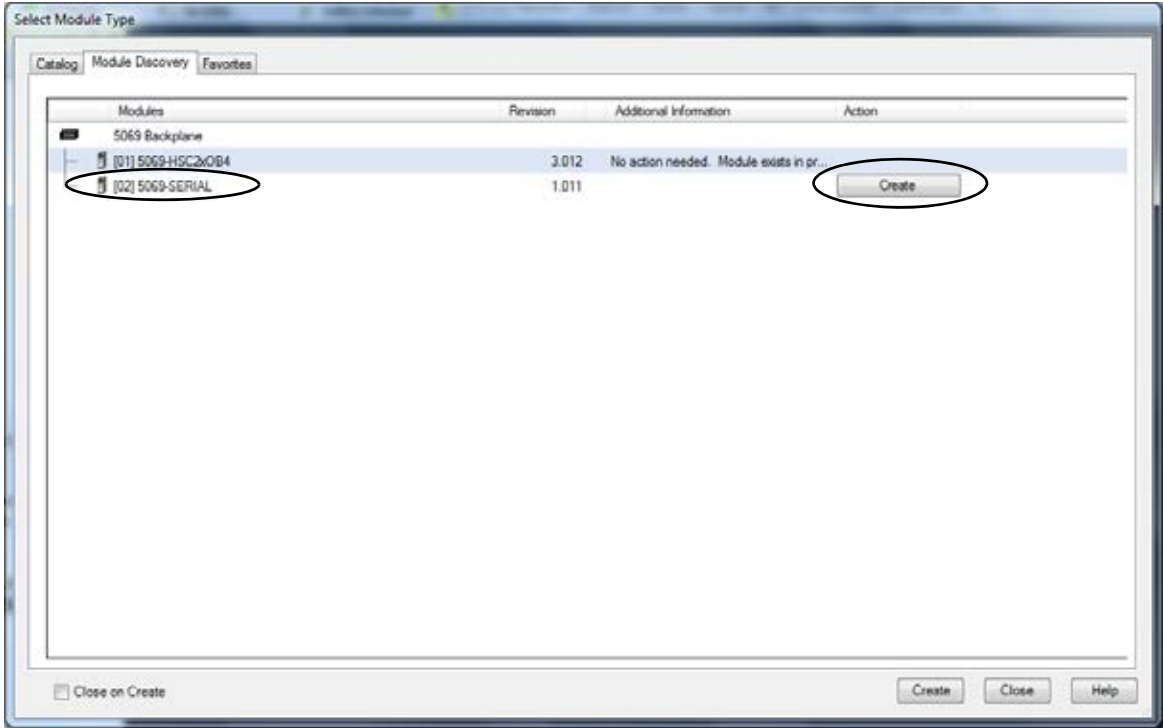 Select Module Type
Catalog Module Discovery Favorites
Modules Revision Additional Information Action
5069 Backplane
[01] 5069-HSC2xOB4 3.012 No action needed. Module exists in pr...
[02] 5069-SERIAL 1.011 Create
Close on Create Create Close Help